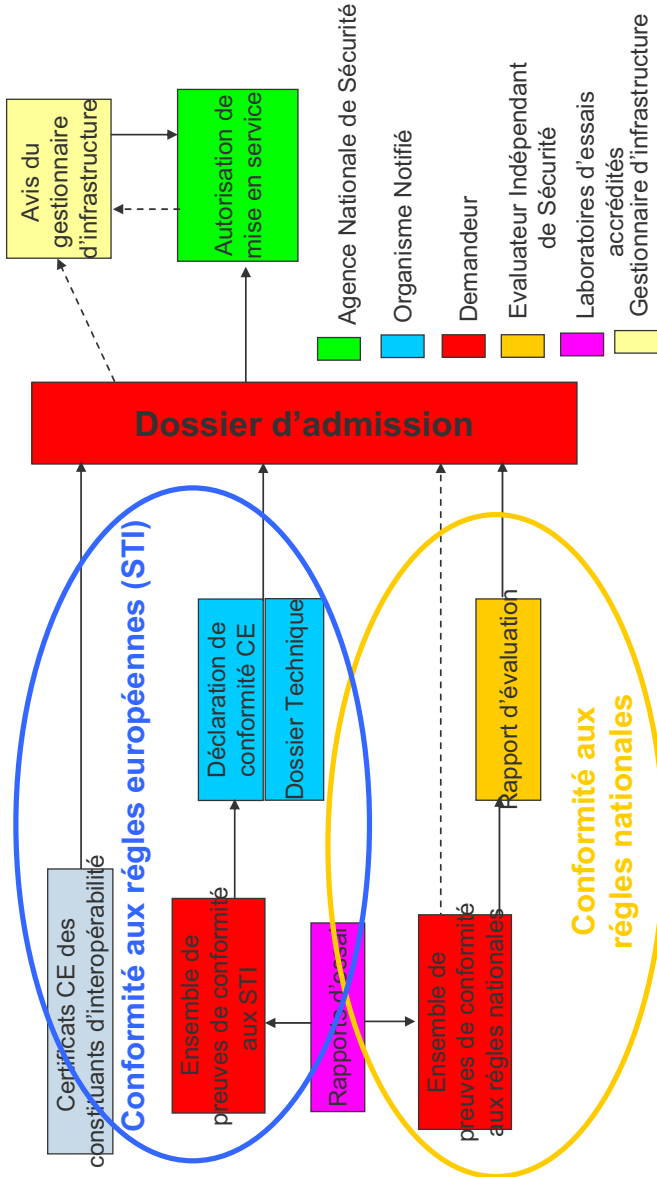 Certificats CE des
constituants d'interopérabilité
Conformité aux régles européennes (STI)
Ensemble de
preuves de conformité
aux STI
Déclaration de
conformité CE
Dossier Technique
Rapports d'essai
Ensemble de
preuves de conformité
aux régles nationales
Rapport d'évaluation
Conformité aux
régles nationales
Dossier d'admission
Avis du
gestionnaire
d'infrastructure
Autorisation de
mise en service
Agence Nationale de Sécurité
Organisme Notifié
Demandeur
Evaluateur Indépendant
de Sécurité
Laboratoires d'essais
accrédités
Gestionnaire d'infrastructure